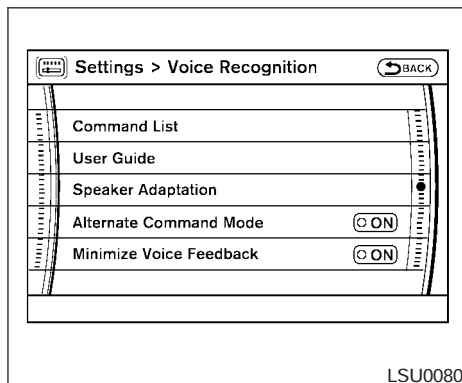 Settings > Voice Recognition BACK
Command List
User Guide
Speaker Adaptation
Alternate Command Mode ON
Minimize Voice Feedback ON
LSU0080